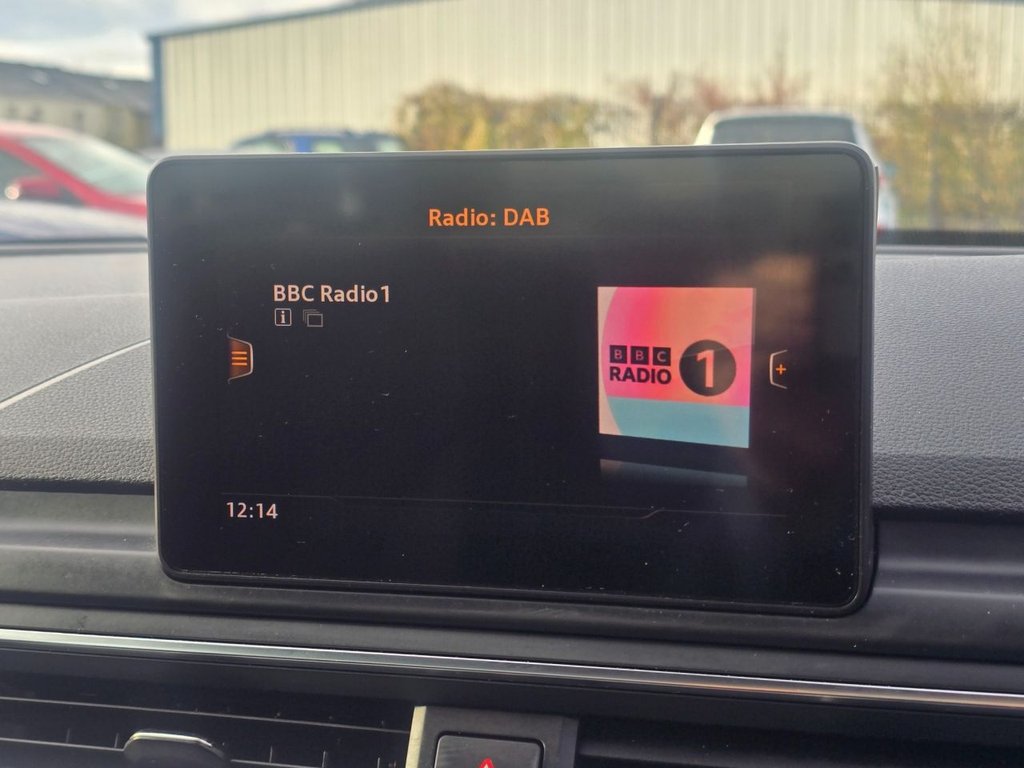 Radio: DAB
BBC Radio1
i
BBC
RADIO 1
+
12:14